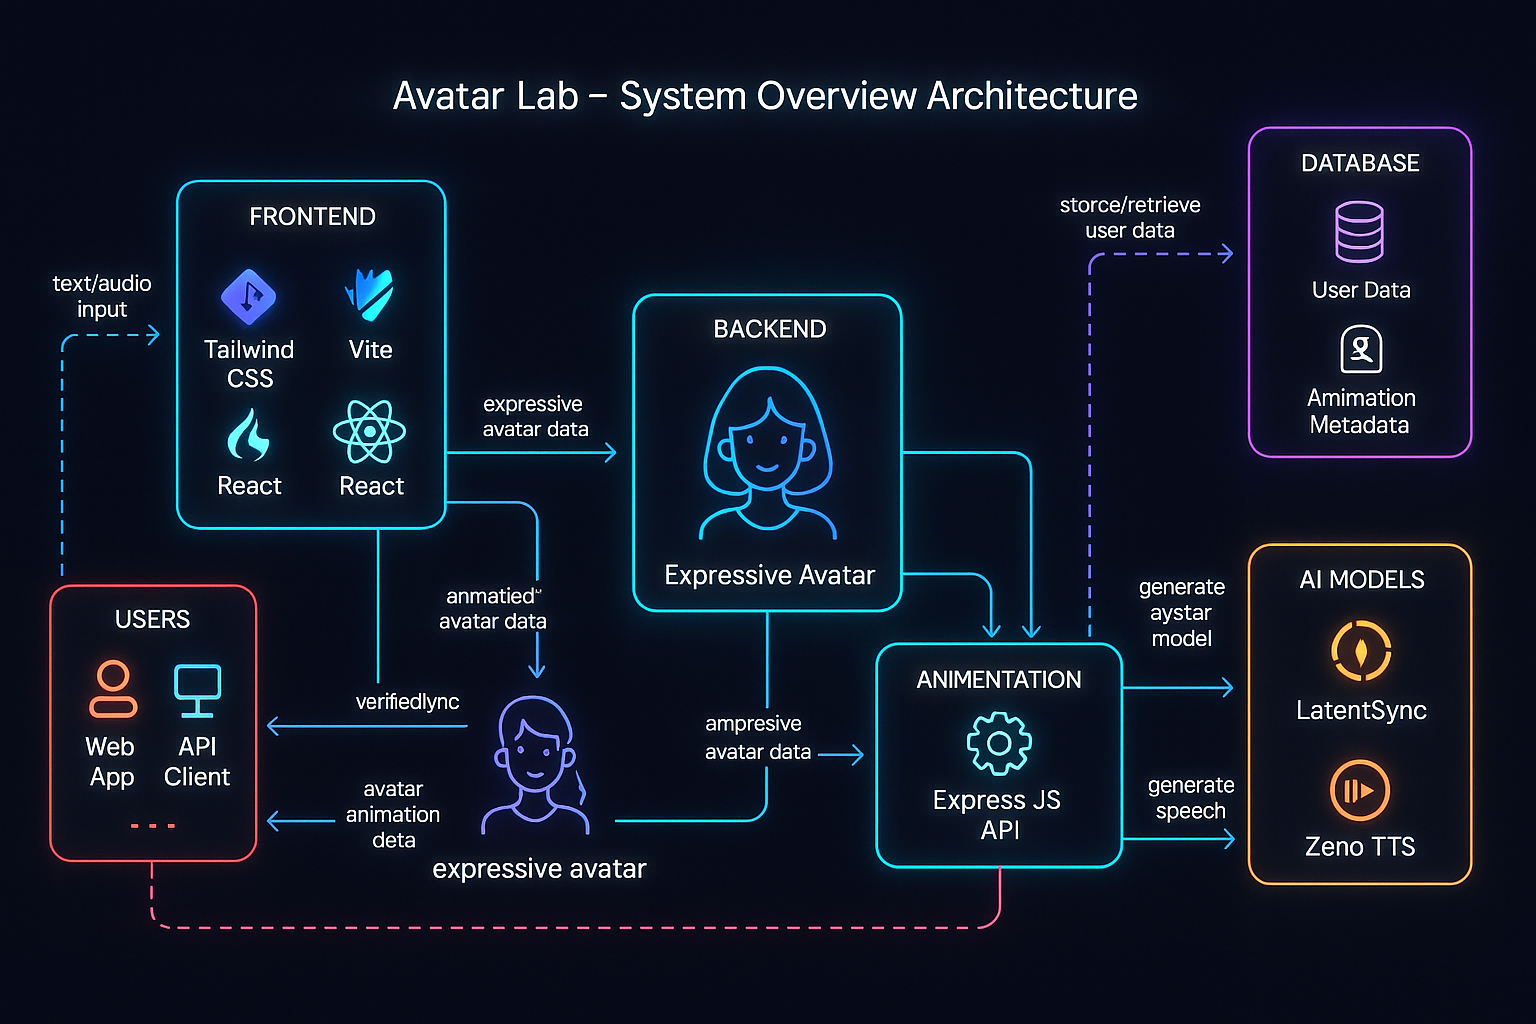 Avatar Lab – System Overview Architecture
FRONTEND
Tailwind
CSS
Vite
React
React
text/audio
input
expressive
avatar data
BACKEND
Expressive Avatar
storce/retrieve
user data
DATABASE
User Data
Amimation
Metadata
USERS
Web
App
API
Client
anmatied
avatar data
verifiedlync
avatar
animation
deta
expressive avatar
ampresive
avatar data
ANIMENTATION
Express JS
API
generate
aystar
model
generate
speech
AI MODELS
LatentSync
Zeno TTS